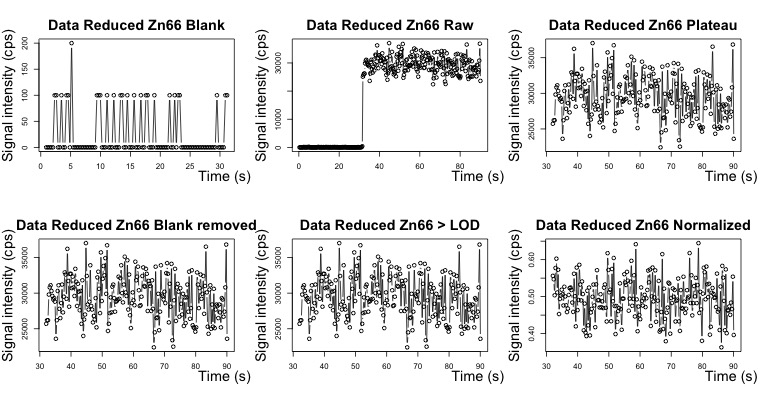 Data Reduced Zn66 Blank
Signal intensity (cps)
0 50 100 150 200
0 5 10 15 20 25 30
Time (s)
Data Reduced Zn66 Raw
Signal intensity (cps)
0 10000 30000
0 20 40 60 80
Time (s)
Data Reduced Zn66 Plateau
Signal intensity (cps)
25000 30000 35000
30 40 50 60 70 80 90
Time (s)
Data Reduced Zn66 Blank removed
Signal intensity (cps)
25000 30000 35000
30 40 50 60 70 80 90
Time (s)
Data Reduced Zn66 > LOD
Signal intensity (cps)
25000 30000 35000
30 40 50 60 70 80 90
Time (s)
Data Reduced Zn66 Normalized
Signal intensity (cps)
0.40 0.50 0.60
30 40 50 60 70 80 90
Time (s)